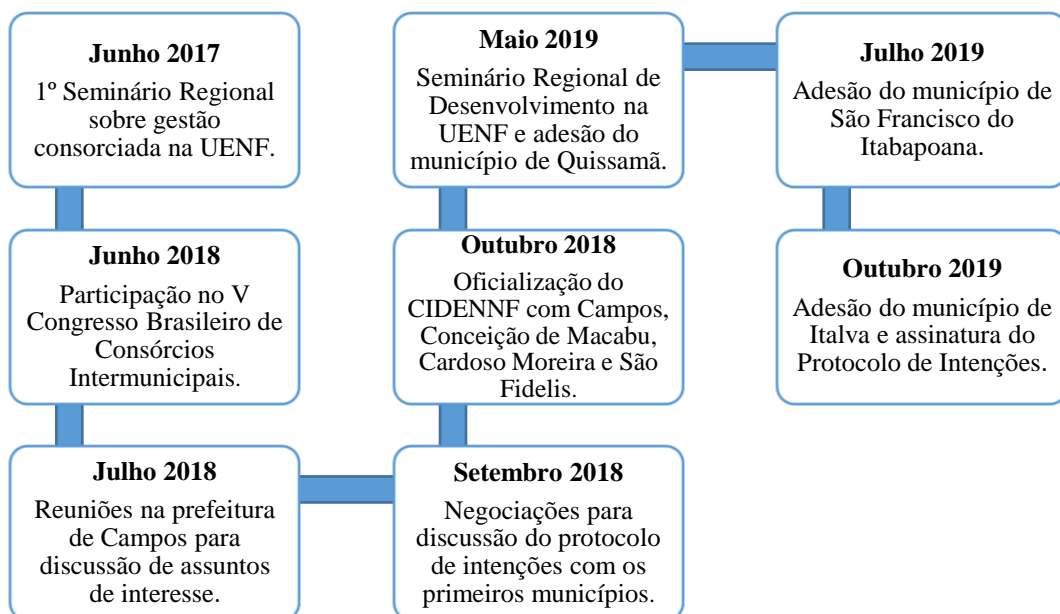 Junho 2017
1º Seminário Regional
sobre gestão
consorciada na UENF.
Junho 2018
Participação no V
Congresso Brasileiro de
Consórcios
Intermunicipais.
Julho 2018
Reuniões na prefeitura
de Campos para
discussão de assuntos
de interesse.
Setembro 2018
Negociações para
discussão do protocolo
de intenções com os
primeiros municípios.
Outubro 2018
Oficialização do
CIDENNF com Campos,
Conceição de Macabu,
Cardoso Moreira e São
Fidelis.
Maio 2019
Seminário Regional de
Desenvolvimento na
UENF e adesão do
município de Quissamã.
Julho 2019
Adesão do município de
São Francisco do
Itabapoana.
Outubro 2019
Adesão do município de
Italva e assinatura do
Protocolo de Intenções.